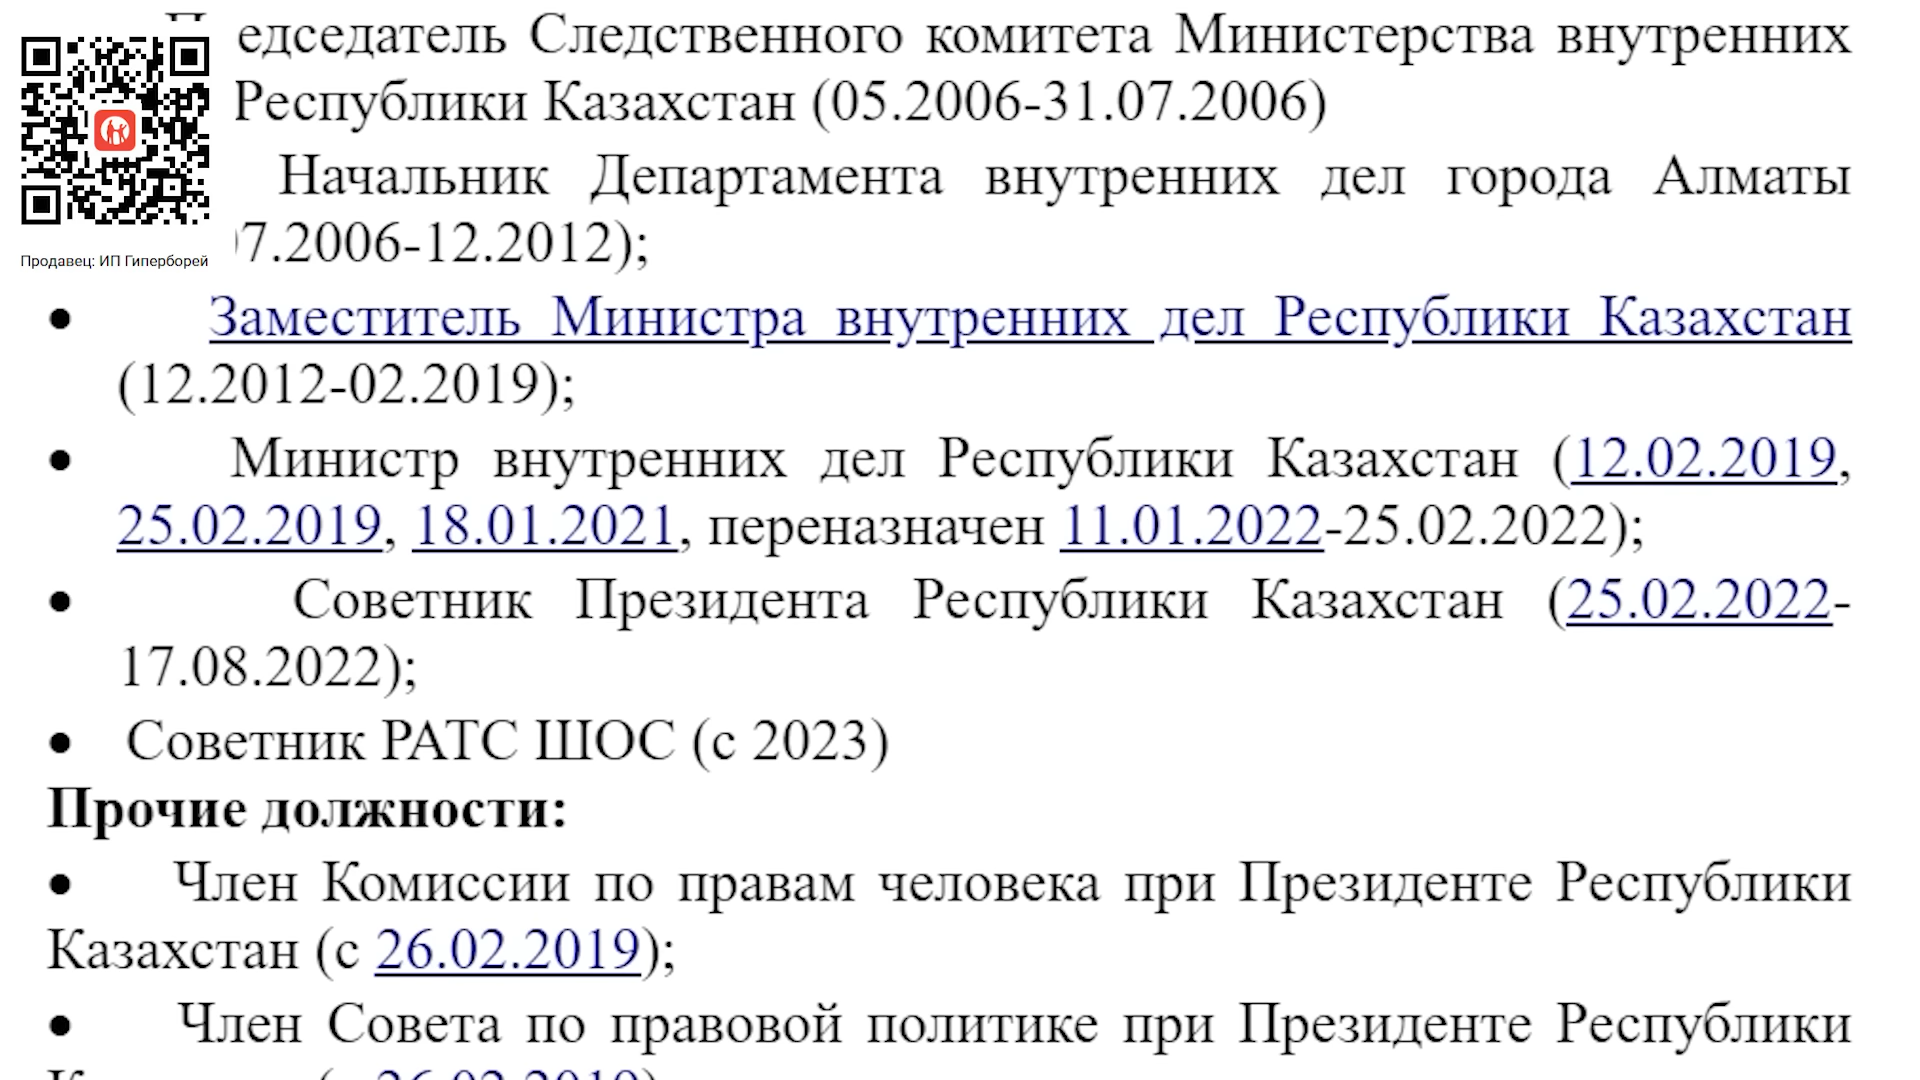 едседатель Следственного комитета Министерства внутренних
Республики Казахстан (05.2006-31.07.2006)
Начальник Департамента внутренних дел города Алматы
7.2006-12.2012);
Продавец: ИП Гиперборей
• Заместитель Министра внутренних дел Республики Казахстан
(12.2012-02.2019);
• Министр внутренних дел Республики Казахстан (12.02.2019,
25.02.2019, 18.01.2021, переназначен 11.01.2022-25.02.2022);
• Советник Президента Республики Казахстан (25.02.2022-
17.08.2022);
• Советник РАТС ШОС (с 2023)
Прочие должности:
• Член Комиссии по правам человека при Президенте Республики
Казахстан (с 26.02.2019);
• Член Совета по правовой политике при Президенте Республики